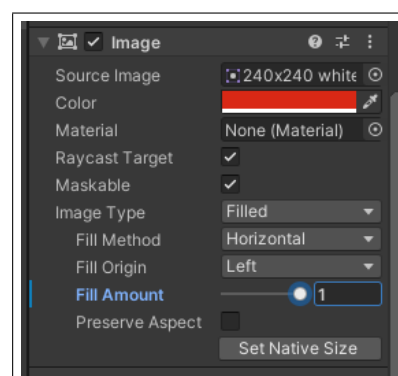 Image
Source Image 240x240 white
Color
Material None (Material)
Raycast Target
Maskable
Image Type Filled
Fill Method Horizontal
Fill Origin Left
Fill Amount 1
Preserve Aspect
Set Native Size